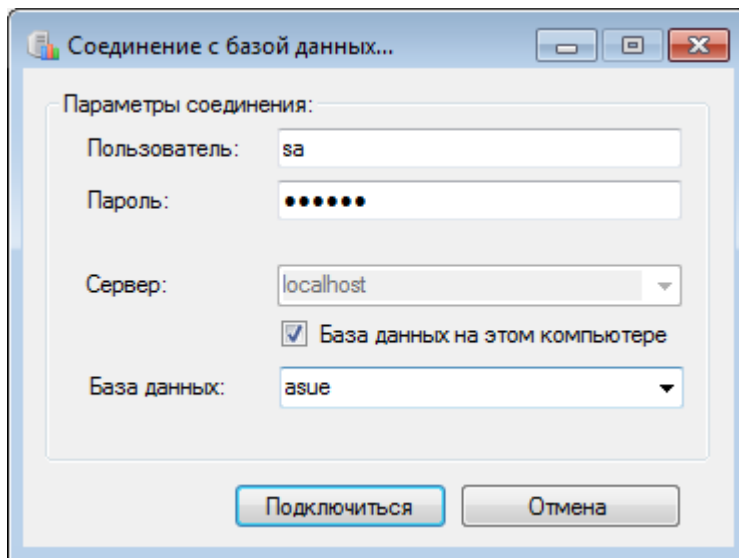 Соединение с базой данных...
Параметры соединения:
Пользователь: sa
Пароль: ●●●●●●
Сервер: localhost
База данных на этом компьютере
База данных: asue
Подключиться Отмена